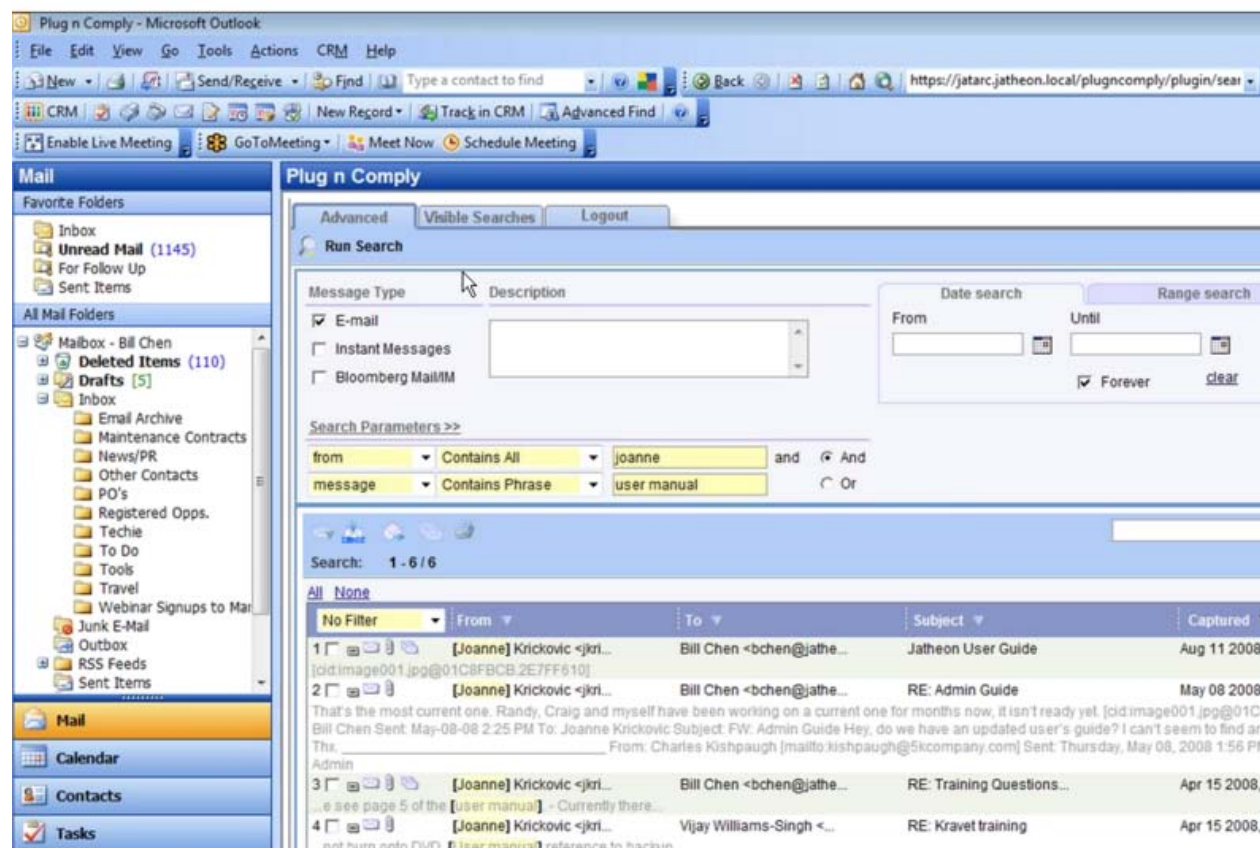 Plug n Comply - Microsoft Outlook
File Edit View Go Tools Actions CRM Help
New Send/Receive Find Type a contact to find Back https://jatarc.jatheon.local/plugncomply/plugin/sear
CRM New Record Track in CRM Advanced Find
Enable Live Meeting GoToMeeting Meet Now Schedule Meeting
Mail
Favorite Folders
Inbox
Unread Mail (1145)
For Follow Up
Sent Items
All Mail Folders
Mailbox - Bill Chen
Deleted Items (110)
Drafts [5]
Inbox
Email Archive
Maintenance Contracts
News/PR
Other Contacts
PO's
Registered Opps.
Techie
To Do
Tools
Travel
Webinar Signups to Mar
Junk E-Mail
Outbox
RSS Feeds
Sent Items
Mail
Calendar
Contacts
Tasks
Plug n Comply
Advanced Visible Searches Logout
Run Search
Message Type Description
E-mail
Instant Messages
Bloomberg Mail/IM
Date search Range search
From Until
Forever clear
Search Parameters >>
from Contains All joanne and And
message Contains Phrase user manual Or
Search: 1 - 6 / 6
All None
No Filter From To Subject Captured
1 [Joanne] Krickovic <jkri... Bill Chen <bchen@jathe... Jatheon User Guide Aug 11 2008
[cid:image001.jpg@01C8FBCB.2E7FF610]
2 [Joanne] Krickovic <jkri... Bill Chen <bchen@jathe... RE: Admin Guide May 08 2008
That's the most current one. Randy, Craig and myself have been working on a current one for months now, it isn't ready yet. [cid:image001.jpg@01C
Bill Chen Sent: May-08-08 2:25 PM To: Joanne Krickovic Subject: FW: Admin Guide Hey, do we have an updated user's guide? I can't seem to find an
Thx. From: Charles Kishpaugh [mailto:kishpaugh@5kcompany.com] Sent: Thursday, May 08, 2008 1:56 PM
Admin
3 [Joanne] Krickovic <jkri... Bill Chen <bchen@jathe... RE: Training Questions... Apr 15 2008,
...e see page 5 of the [user manual]. - Currently there...
4 [Joanne] Krickovic <jkri... Vijay Williams-Singh <... RE: Kravet training Apr 15 2008,
not burn onto DVD. [User manual] reference to backup